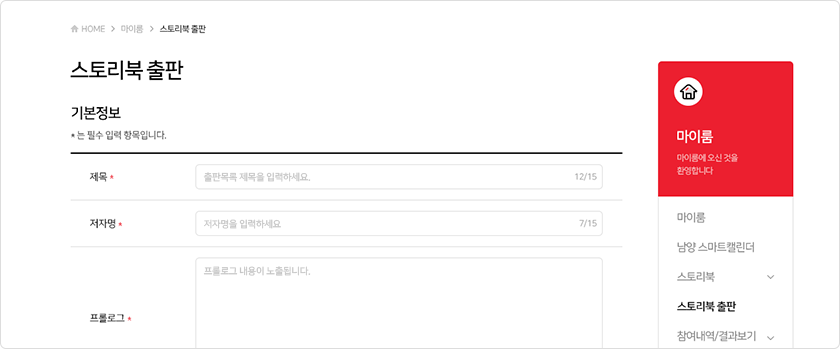 HOME > 마이룸 > 스토리북 출판
스토리북 출판
기본정보
* 는 필수 입력 항목입니다.
제목 *
출판목록 제목을 입력하세요.
12/15
저자명 *
저자명을 입력하세요
7/15
프롤로그 *
프롤로그 내용이 노출됩니다.
마이룸
마이룸에 오신 것을
환영합니다
마이룸
남양 스마트캘린더
스토리북
스토리북 출판
참여내역/결과보기